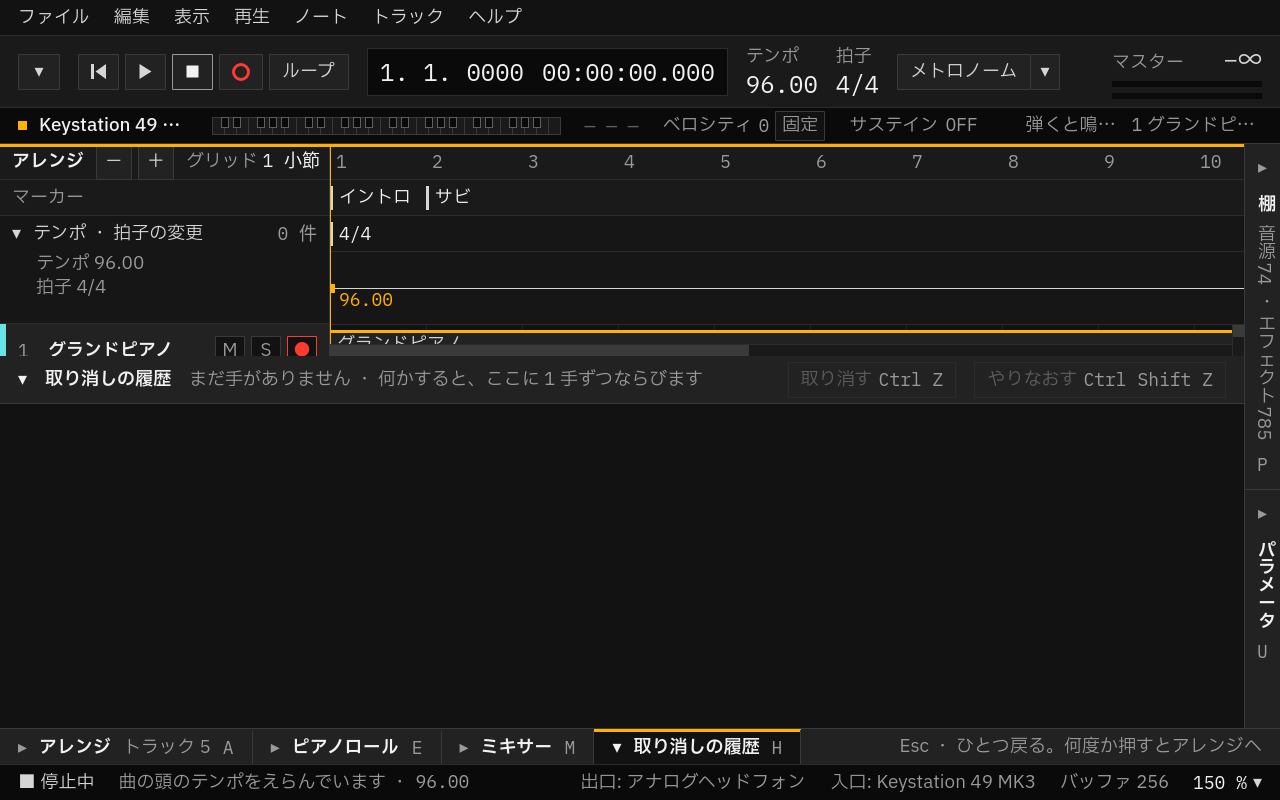 ファイル 編集 表示 再生 ノート トラック ヘルプ
ループ 1. 1. 0000 00:00:00.000 テンポ 96.00 拍子 4/4 メトロノーム ▼ マスター −∞
Keystation 49 ⋯ – – – ベロシティ 0 固定 サステイン OFF 弾くと鳴⋯ 1 グランドピ⋯
アレンジ − + グリッド 1 小節 1 2 3 4 5 6 7 8 9 10
マーカー イントロ サビ
▼ テンポ · 拍子の変更 0 件 4/4
テンポ 96.00
拍子 4/4
96.00
1 グランドピアノ M S グランドピアノ
▼ 取り消しの履歴 まだ手がありません · 何かすると、ここに 1 手ずつならびます 取り消す Ctrl Z やりなおす Ctrl Shift Z
▶ 棚 音源 74 · エフェクト 785 P
▶ パラメータ U
▶ アレンジ トラック 5 A ▶ ピアノロール E ▶ ミキサー M ▼ 取り消しの履歴 H Esc · ひとつ戻る。何度か押すとアレンジへ
■ 停止中 曲の頭のテンポをえらんでいます · 96.00 出口: アナログヘッドフォン 入口: Keystation 49 MK3 バッファ 256 150 % ▼